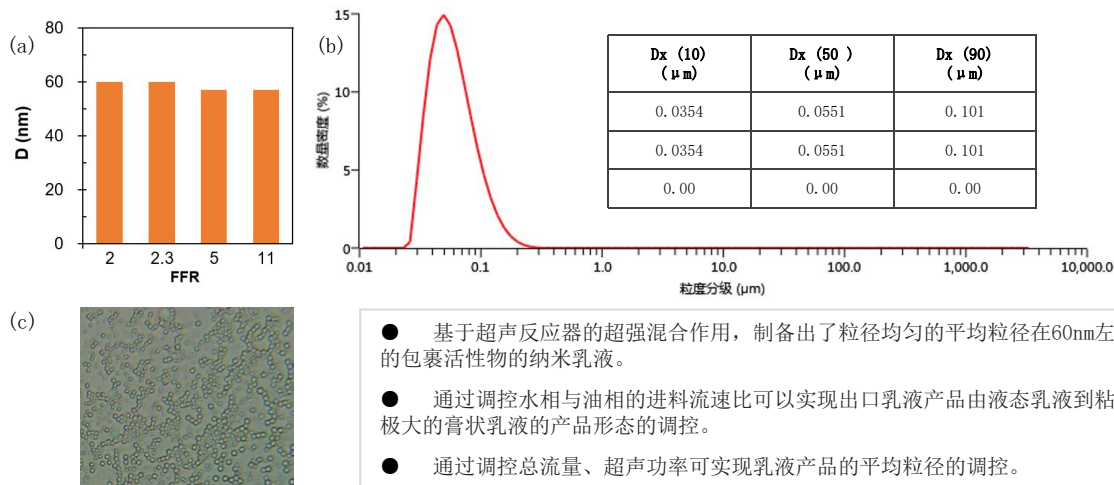 (a)
80
60
40
20
0
D (nm)
2 2.3 5 11
FFR
(b)
15
10
5
0
数量密度 (%)
0.01 0.1 1.0 10.0 100.0 1,000.0 10,000.0
粒度分级 (μm)
Dx (10) Dx (50 ) Dx (90)
(μm) (μm) (μm)
0.0354 0.0551 0.101
0.0354 0.0551 0.101
0.00 0.00 0.00
(c)
● 基于超声反应器的超强混合作用，制备出了粒径均匀的平均粒径在60nm左
的包裹活性物的纳米乳液。
● 通过调控水相与油相的进料流速比可以实现出口乳液产品由液态乳液到粘
极大的膏状乳液的产品形态的调控。
● 通过调控总流量、超声功率可实现乳液产品的平均粒径的调控。